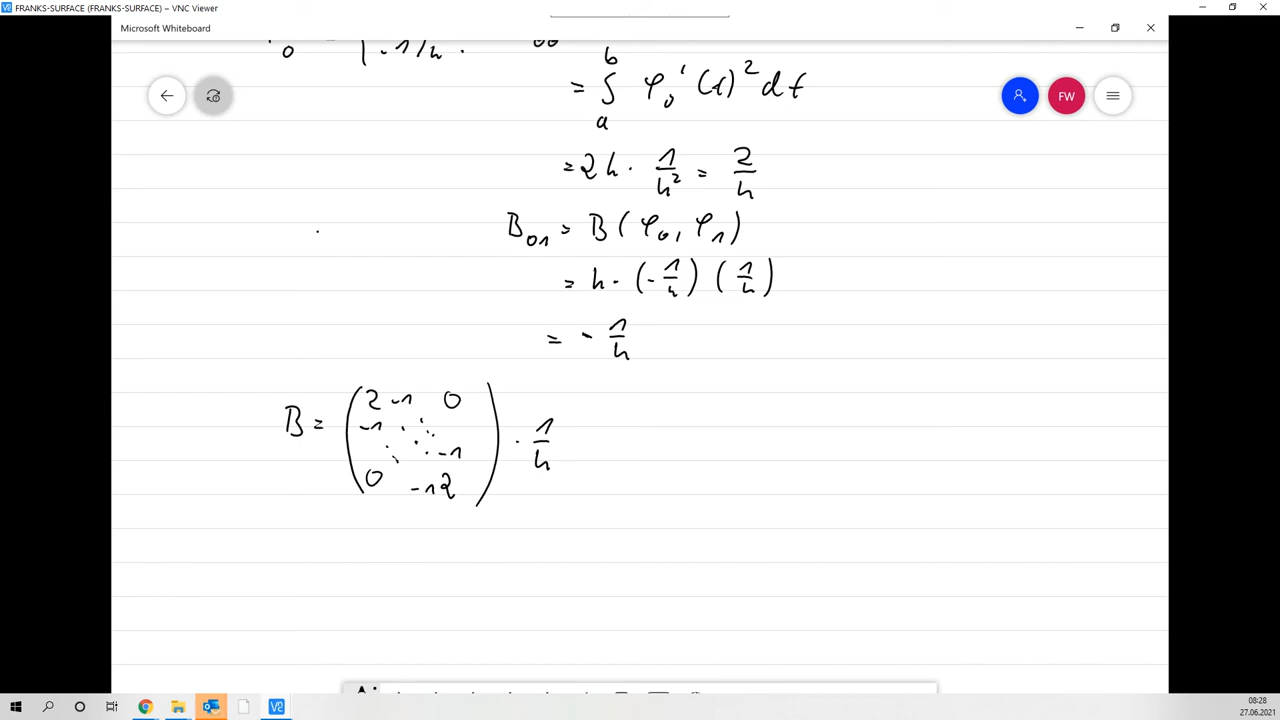 FRANKS-SURFACE (FRANKS-SURFACE) – VNC Viewer
Microsoft Whiteboard
FW
= ∫_a^b φ₀'(t)² dt
= 2h · 1/h² = 2/h
B₀₁ = B(φ₀, φ₁)
= h · (-1/h) (1/h)
= - 1/h
B = ( 2 -1 0
-1 ⋱ ⋱
⋱ ⋱ -1
0 -1 2 ) · 1/h
08:28
27.06.2021